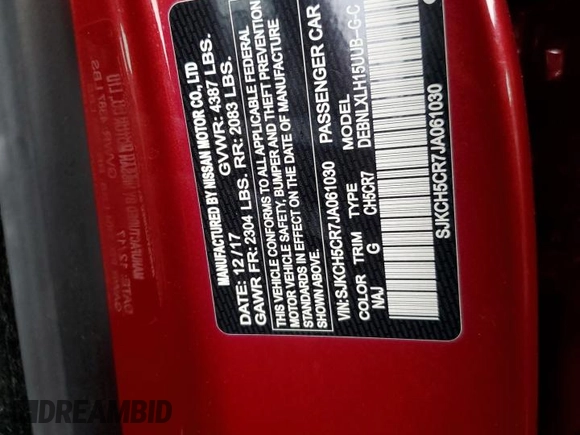 MANUFACTURED BY NISSAN MOTOR CO., LTD
DATE: 12/17 GVWR: 4387 LBS.
GAWR FR: 2304 LBS. RR: 2083 LBS.
THIS VEHICLE CONFORMS TO ALL APPLICABLE FEDERAL
MOTOR VEHICLE SAFETY, BUMPER AND THEFT PREVENTION
STANDARDS IN EFFECT ON THE DATE OF MANUFACTURE
SHOWN ABOVE.
VIN:SJKCH5CR7JA061030 PASSENGER CAR
COLOR TRIM TYPE MODEL
NAJ G CH5CR7 DEBNLXLH15UUB-G-C
SJKCH5CR7JA061030
DREAMBID